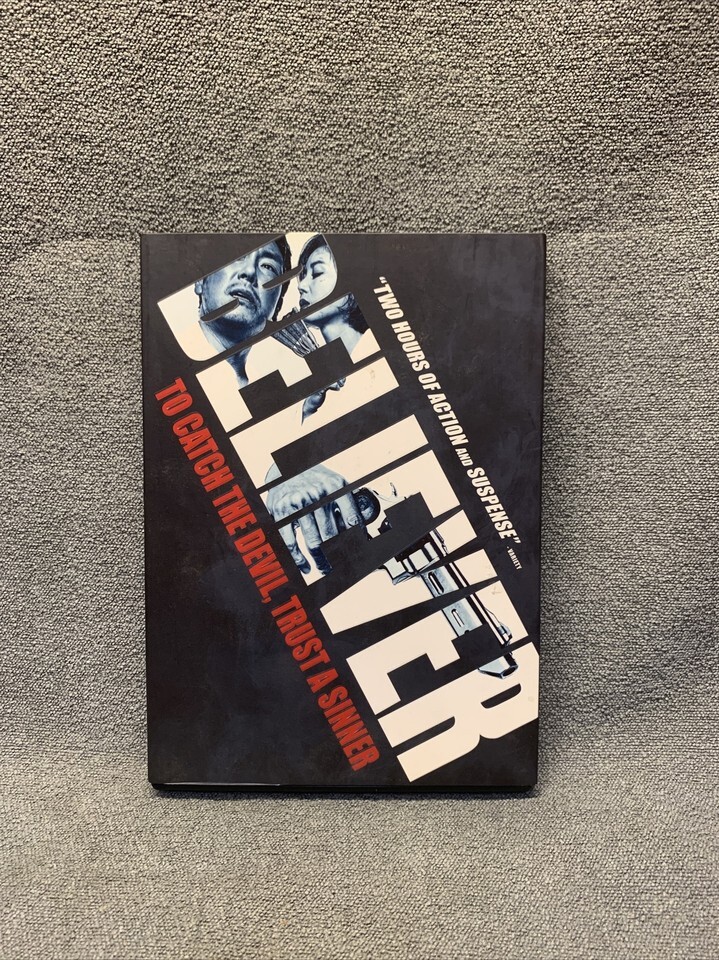 "TWO HOURS OF ACTION AND SUSPENSE"
- VARIETY
BELIEVER
TO CATCH THE DEVIL, TRUST A SINNER